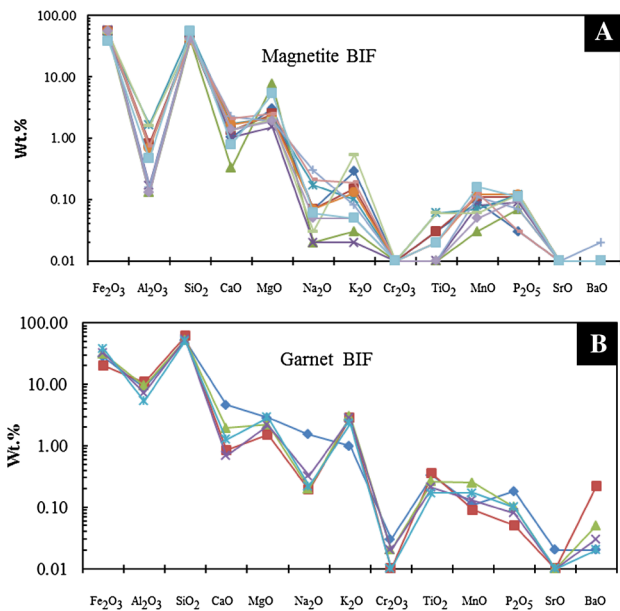 A
Magnetite BIF
Wt.%
100.00
10.00
1.00
0.10
0.01
Fe₂O₃ Al₂O₃ SiO₂ CaO MgO Na₂O K₂O Cr₂O₃ TiO₂ MnO P₂O₅ SrO BaO
B
Garnet BIF
Wt.%
100.00
10.00
1.00
0.10
0.01
Fe₂O₃ Al₂O₃ SiO₂ CaO MgO Na₂O K₂O Cr₂O₃ TiO₂ MnO P₂O₅ SrO BaO